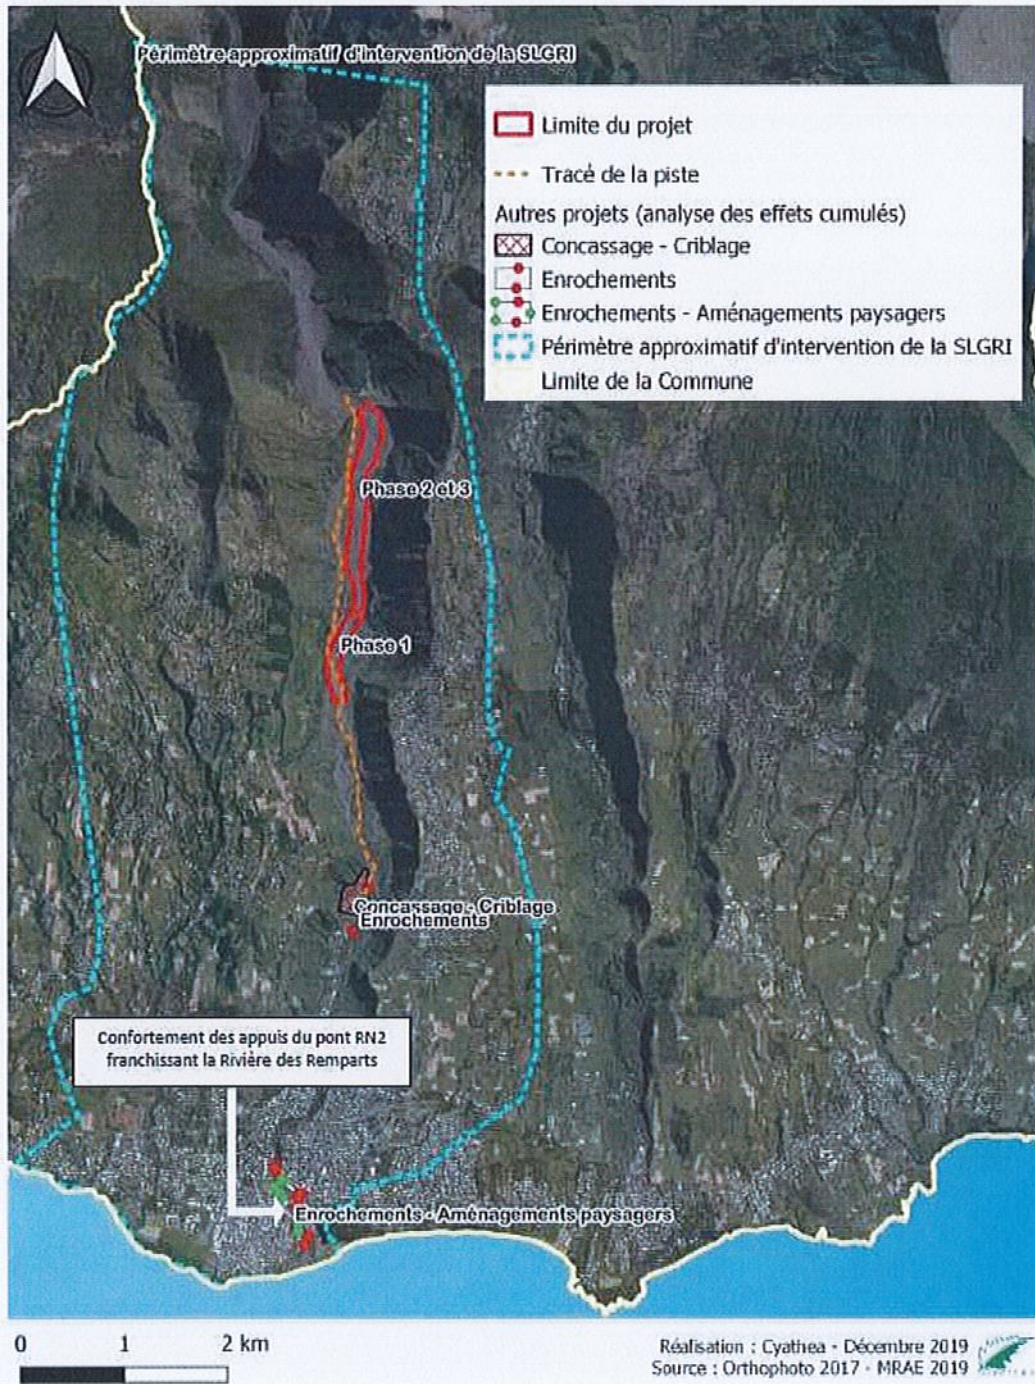 Périmètre approximatif d'intervention de la SLGRI
Limite du projet
Tracé de la piste
Autres projets (analyse des effets cumulés)
Concassage - Criblage
Enrochements
Enrochements - Aménagements paysagers
Périmètre approximatif d'intervention de la SLGRI
Limite de la Commune
Phase 2 et 3
Phase 1
Concassage - Criblage
Enrochements
Confortement des appuis du pont RN2
franchissant la Rivière des Remparts
Enrochements - Aménagements paysagers
0 1 2 km
Réalisation : Cyathea - Décembre 2019
Source : Orthophoto 2017 - MRAE 2019